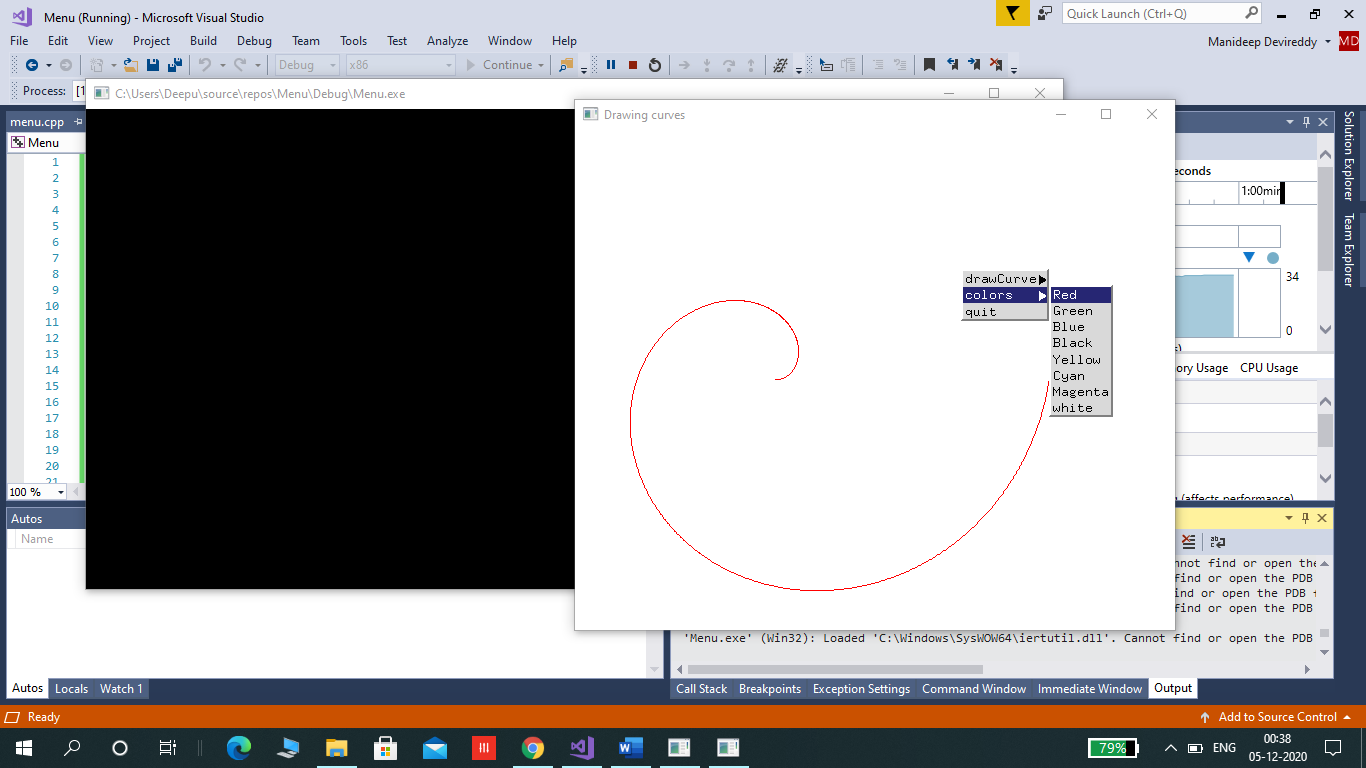 Menu (Running) - Microsoft Visual Studio
Quick Launch (Ctrl+Q)
File Edit View Project Build Debug Team Tools Test Analyze Window Help
Manideep Devireddy MD
Debug x86 Continue
Process: [1
C:\Users\Deepu\source\repos\Menu\Debug\Menu.exe
Drawing curves
menu.cpp
Menu
1
2
3
4
5
6
7
8
9
10
11
12
13
14
15
16
17
18
19
20
21
100 %
drawCurve
colors
quit
Red
Green
Blue
Black
Yellow
Cyan
Magenta
white
econds
1:00min
34
0
ory Usage CPU Usage
(affects performance)
Solution Explorer
Team Explorer
Autos
Name
nnot find or open the
find or open the PDB
ind or open the PDB f
find or open the PDB
'Menu.exe' (Win32): Loaded 'C:\Windows\SysWOW64\iertutil.dll'. Cannot find or open the PDB
Autos Locals Watch 1
Call Stack Breakpoints Exception Settings Command Window Immediate Window Output
Ready
Add to Source Control
79%
ENG
00:38
05-12-2020